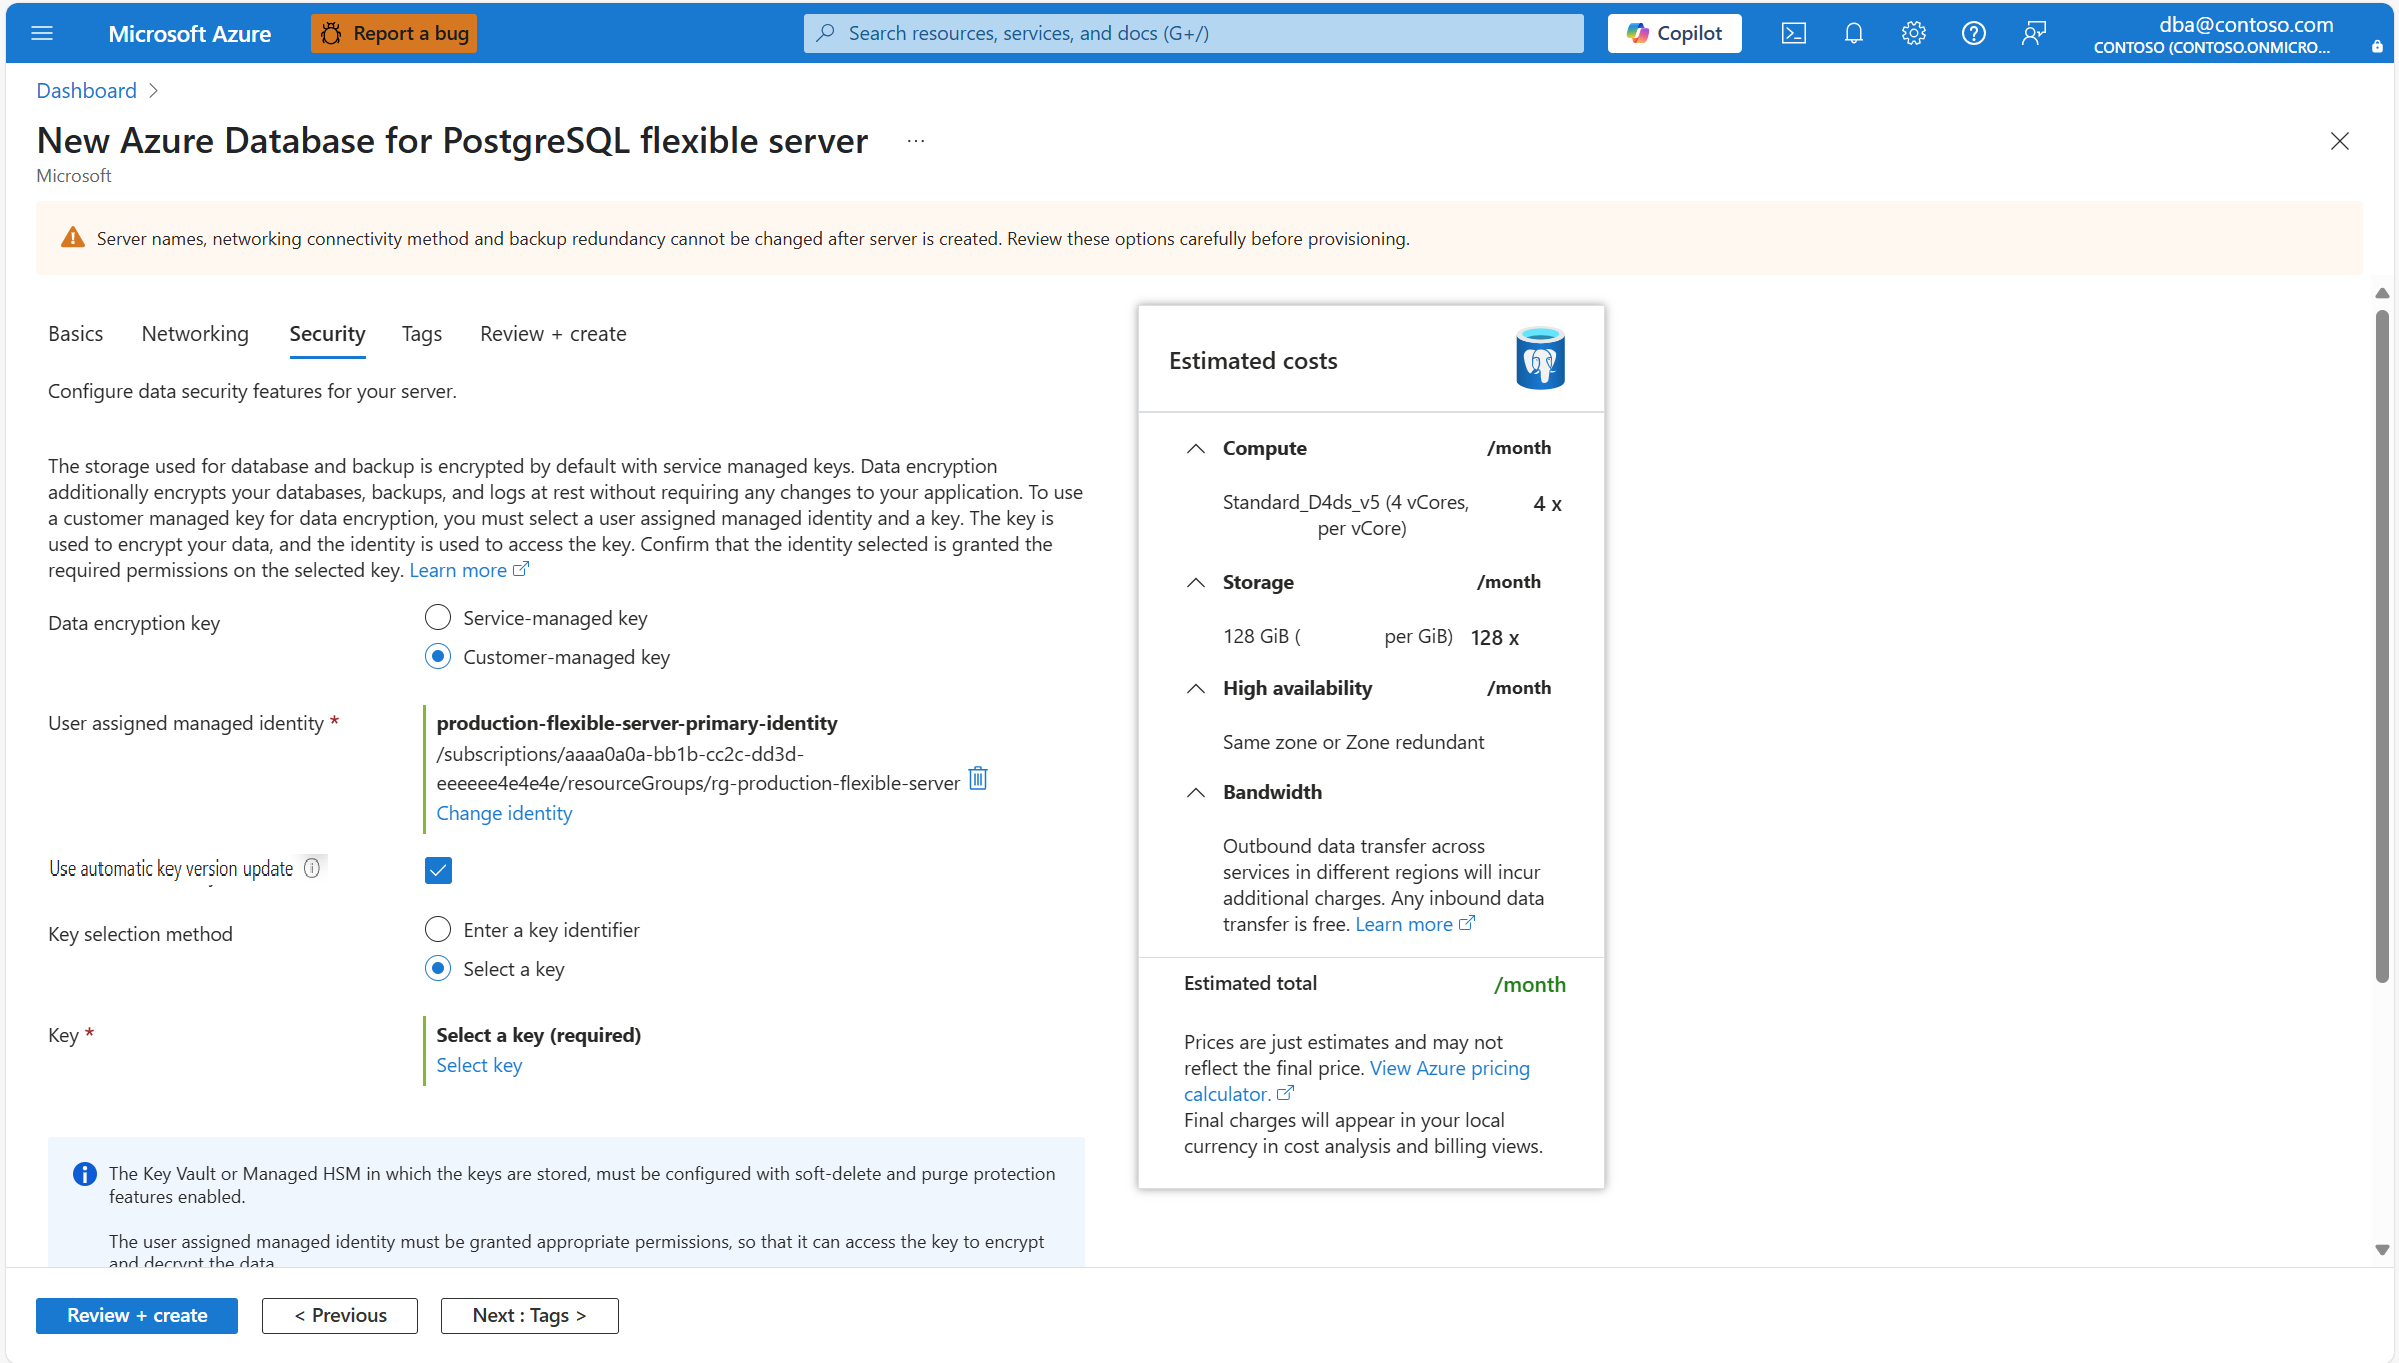 Microsoft Azure
Report a bug
Search resources, services, and docs (G+/)
Copilot
dba@contoso.com
CONTOSO (CONTOSO.ONMICRO...
Dashboard
New Azure Database for PostgreSQL flexible server ...
Microsoft
Server names, networking connectivity method and backup redundancy cannot be changed after server is created. Review these options carefully before provisioning.
Basics
Networking
Security
Tags
Review + create
Configure data security features for your server.
The storage used for database and backup is encrypted by default with service managed keys. Data encryption
additionally encrypts your databases, backups, and logs at rest without requiring any changes to your application. To use
a customer managed key for data encryption, you must select a user assigned managed identity and a key. The key is
used to encrypt your data, and the identity is used to access the key. Confirm that the identity selected is granted the
required permissions on the selected key. Learn more
Data encryption key
Service-managed key
Customer-managed key
User assigned managed identity *
production-flexible-server-primary-identity
/subscriptions/aaaa0a0a-bb1b-cc2c-dd3d-
eeeeee4e4e4e/resourceGroups/rg-production-flexible-server
Change identity
Use automatic key version update
Key selection method
Enter a key identifier
Select a key
Key *
Select a key (required)
Select key
The Key Vault or Managed HSM in which the keys are stored, must be configured with soft-delete and purge protection
features enabled.
The user assigned managed identity must be granted appropriate permissions, so that it can access the key to encrypt
and decrypt the data.
Estimated costs
Compute /month
Standard_D4ds_v5 (4 vCores, 4 x
per vCore)
Storage /month
128 GiB ( per GiB) 128 x
High availability /month
Same zone or Zone redundant
Bandwidth
Outbound data transfer across
services in different regions will incur
additional charges. Any inbound data
transfer is free. Learn more
Estimated total /month
Prices are just estimates and may not
reflect the final price. View Azure pricing
calculator.
Final charges will appear in your local
currency in cost analysis and billing views.
Review + create
< Previous
Next : Tags >